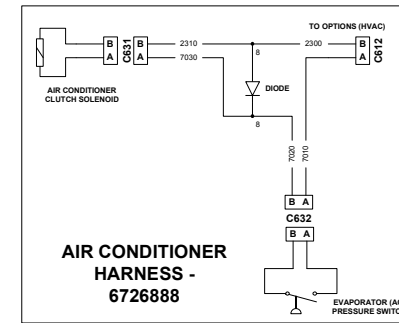 TO OPTIONS (HVAC)
B B 2310 8 2300 B
A C631 A 7030 A C612
AIR CONDITIONER
CLUTCH SOLENOID
DIODE
8
7020 7010
B A
C632
B A
AIR CONDITIONER
HARNESS -
6726888
EVAPORATOR (AC
PRESSURE SWITC